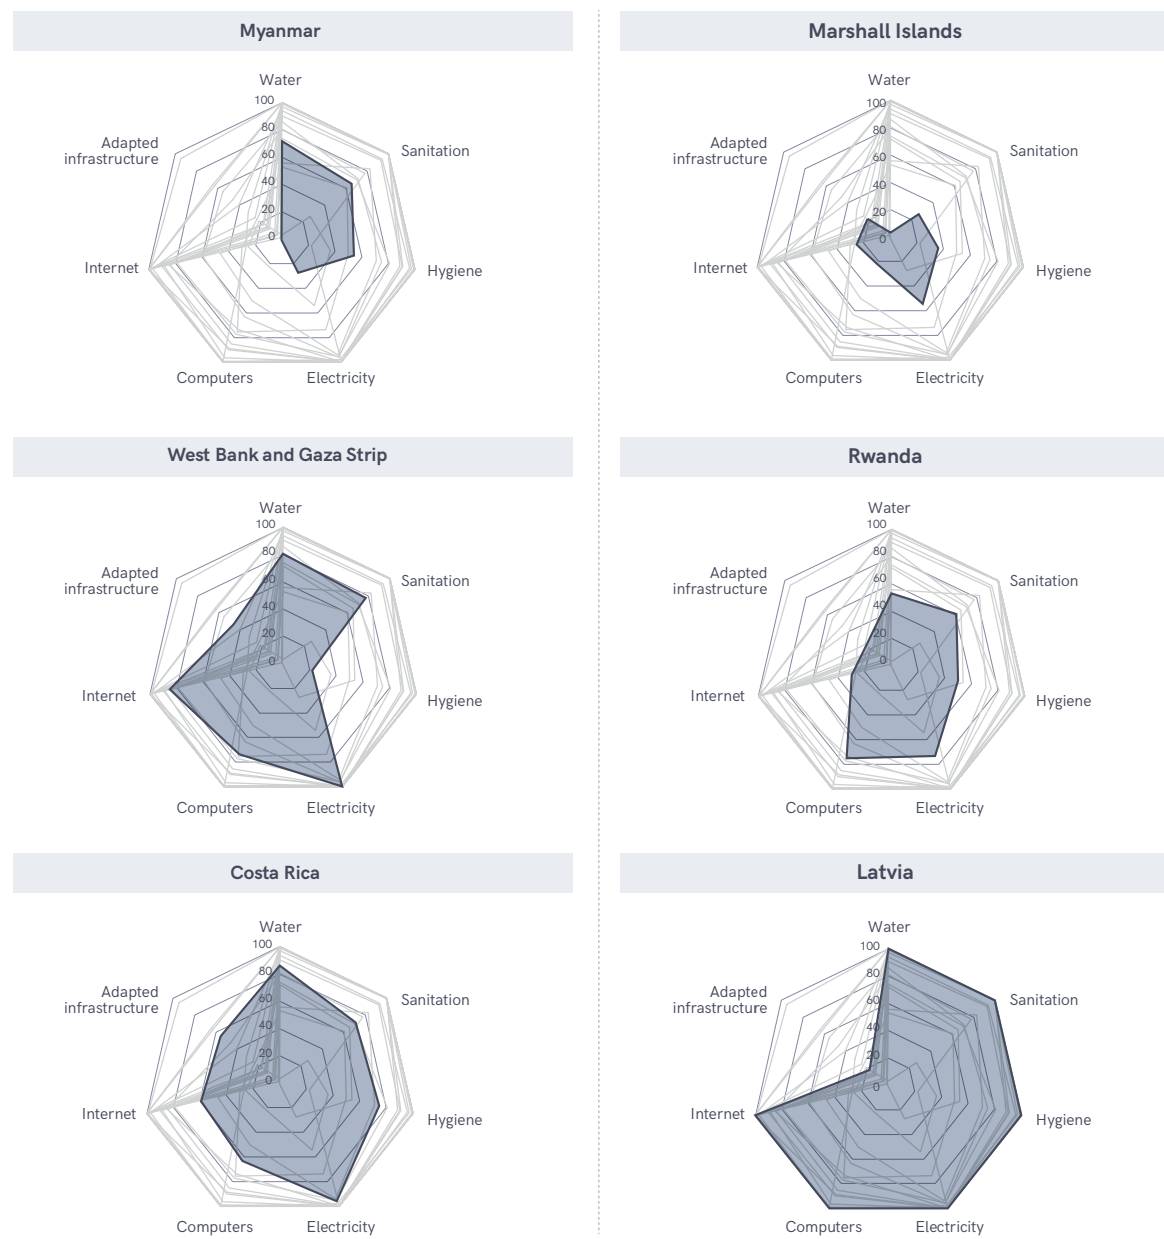 Myanmar
Water
100
80
60
40
20
0
Adapted
infrastructure
Sanitation
Internet
Hygiene
Computers
Electricity
Marshall Islands
Water
100
80
60
40
20
0
Adapted
infrastructure
Sanitation
Internet
Hygiene
Computers
Electricity
West Bank and Gaza Strip
Water
100
80
60
40
20
0
Adapted
infrastructure
Sanitation
Internet
Hygiene
Computers
Electricity
Rwanda
Water
100
80
60
40
20
0
Adapted
infrastructure
Sanitation
Internet
Hygiene
Computers
Electricity
Costa Rica
Water
100
80
60
40
20
0
Adapted
infrastructure
Sanitation
Internet
Hygiene
Computers
Electricity
Latvia
Water
100
80
60
40
20
0
Adapted
infrastructure
Sanitation
Internet
Hygiene
Computers
Electricity